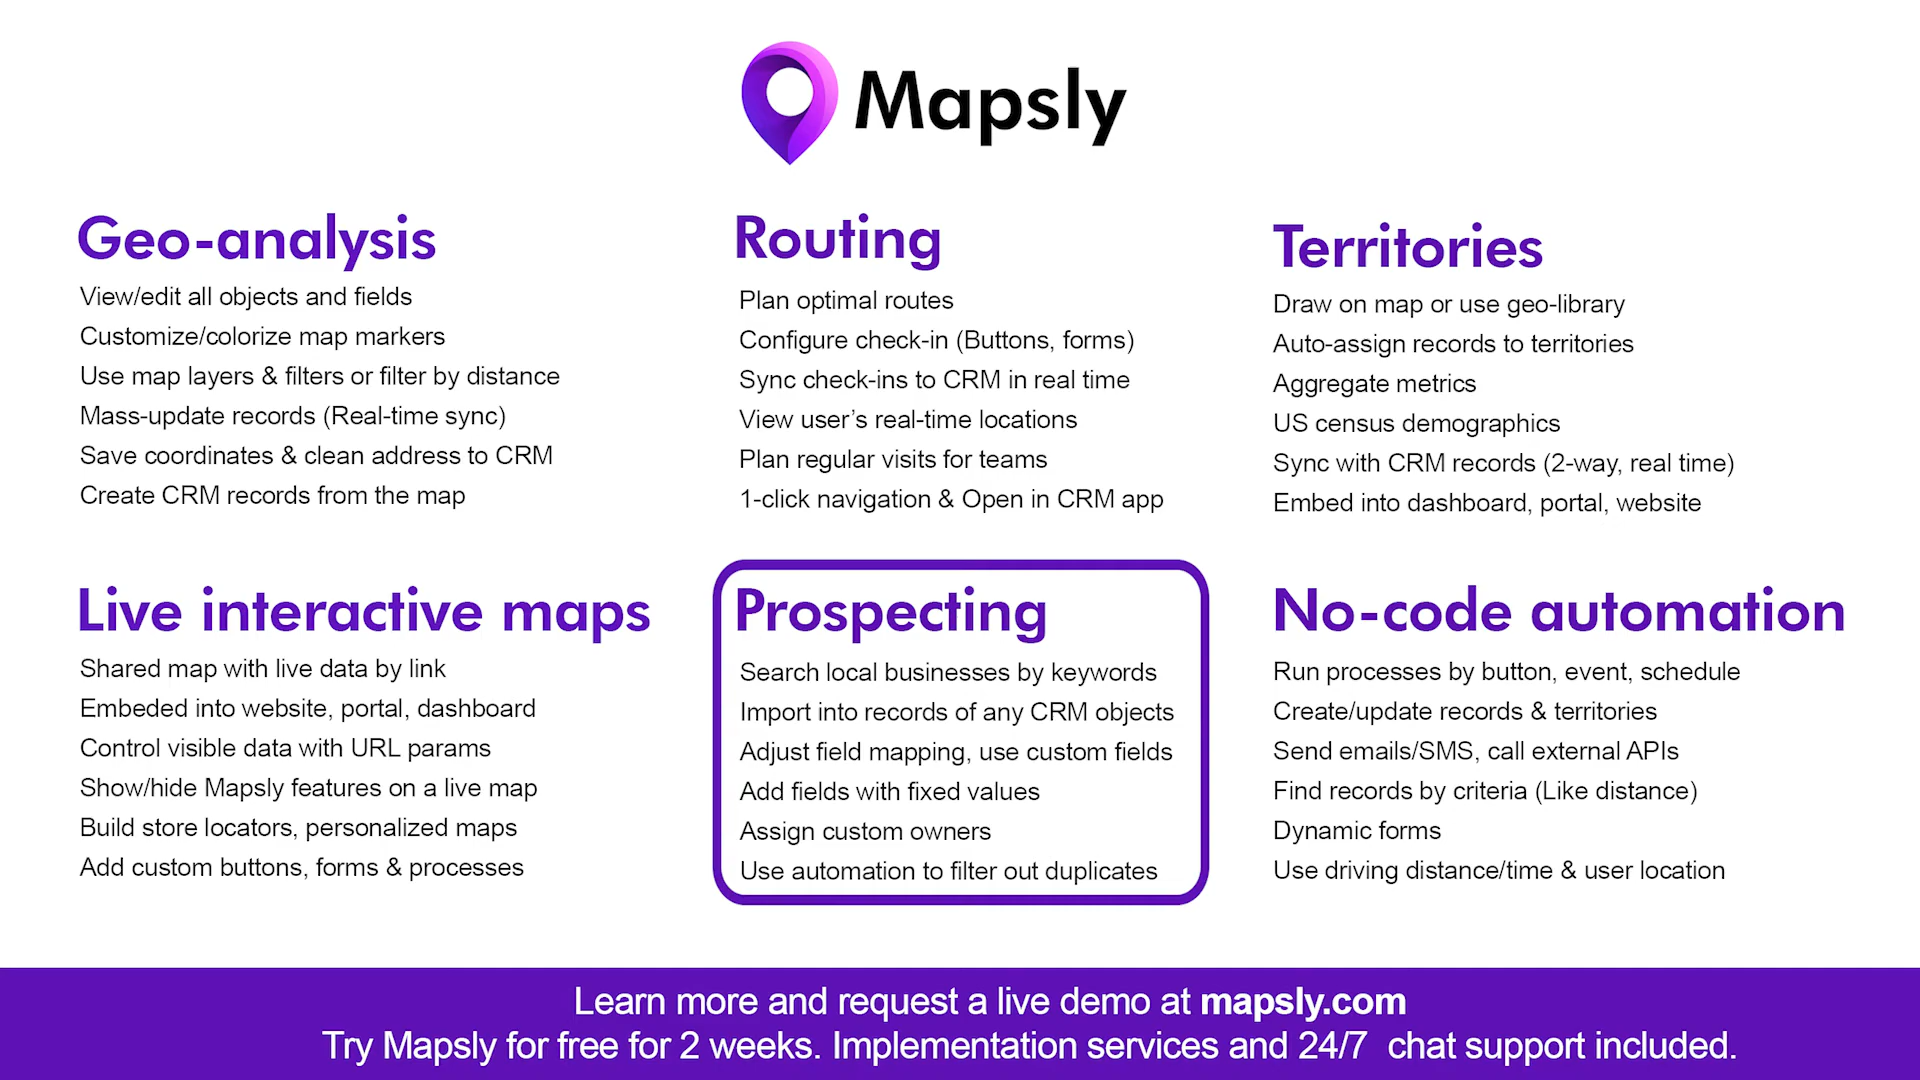 Mapsly
Geo-analysis
View/edit all objects and fields
Customize/colorize map markers
Use map layers & filters or filter by distance
Mass-update records (Real-time sync)
Save coordinates & clean address to CRM
Create CRM records from the map
Routing
Plan optimal routes
Configure check-in (Buttons, forms)
Sync check-ins to CRM in real time
View user’s real-time locations
Plan regular visits for teams
1-click navigation & Open in CRM app
Territories
Draw on map or use geo-library
Auto-assign records to territories
Aggregate metrics
US census demographics
Sync with CRM records (2-way, real time)
Embed into dashboard, portal, website
Live interactive maps
Shared map with live data by link
Embeded into website, portal, dashboard
Control visible data with URL params
Show/hide Mapsly features on a live map
Build store locators, personalized maps
Add custom buttons, forms & processes
Prospecting
Search local businesses by keywords
Import into records of any CRM objects
Adjust field mapping, use custom fields
Add fields with fixed values
Assign custom owners
Use automation to filter out duplicates
No-code automation
Run processes by button, event, schedule
Create/update records & territories
Send emails/SMS, call external APIs
Find records by criteria (Like distance)
Dynamic forms
Use driving distance/time & user location
Learn more and request a live demo at mapsly.com
Try Mapsly for free for 2 weeks. Implementation services and 24/7 chat support included.